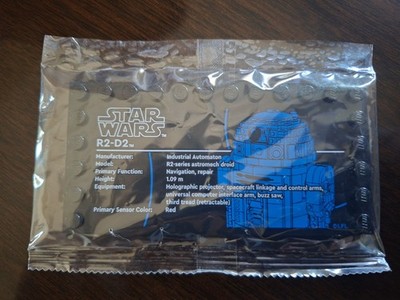 STAR
WARS™
R2-D2™
Manufacturer: Industrial Automaton
Model: R2-series astromech droid
Primary Function: Navigation, repair
Height: 1.09 m
Equipment: Holographic projector, spacecraft linkage and control arms,
universal computer interface arm, buzz saw,
third tread (retractable)
Primary Sensor Color: Red